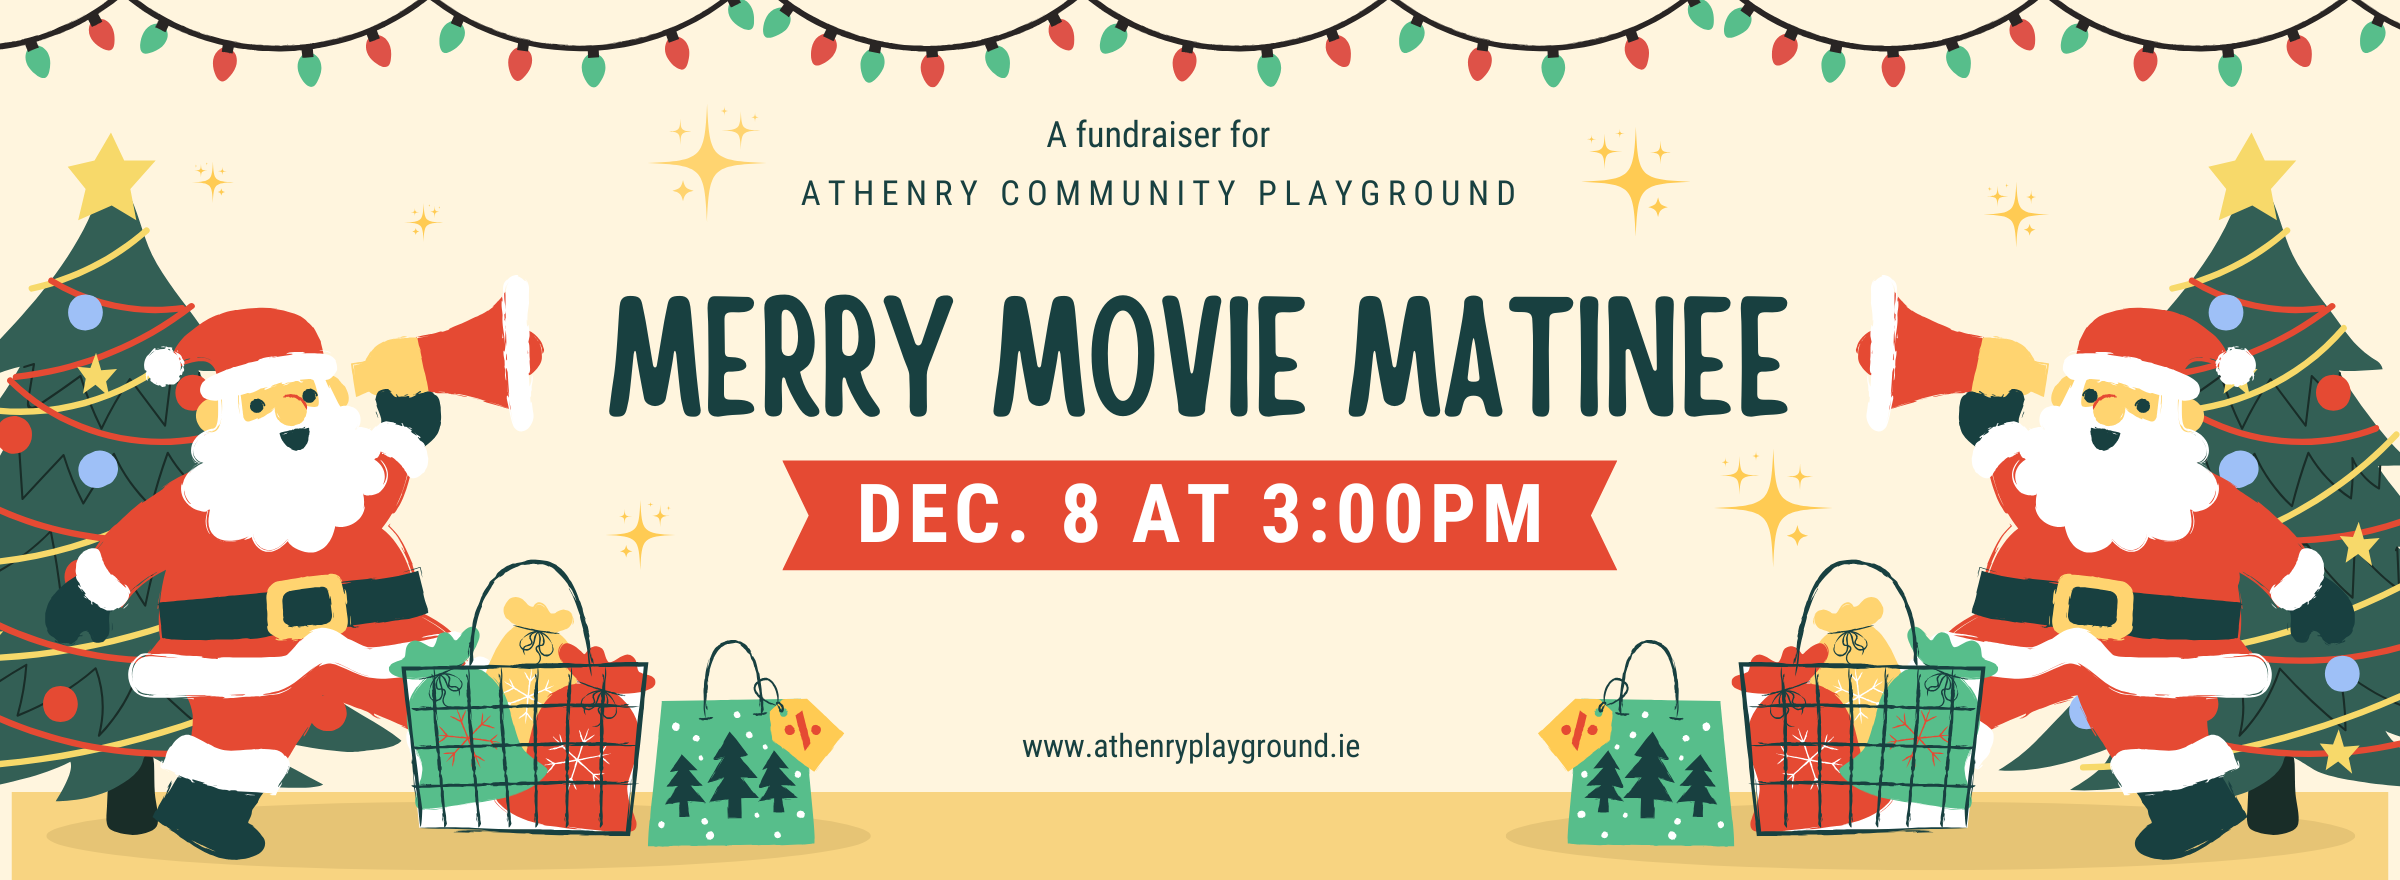 A fundraiser for
ATHENRY COMMUNITY PLAYGROUND
MERRY MOVIE MATINEE
DEC. 8 AT 3:00PM
www.athenryplayground.ie